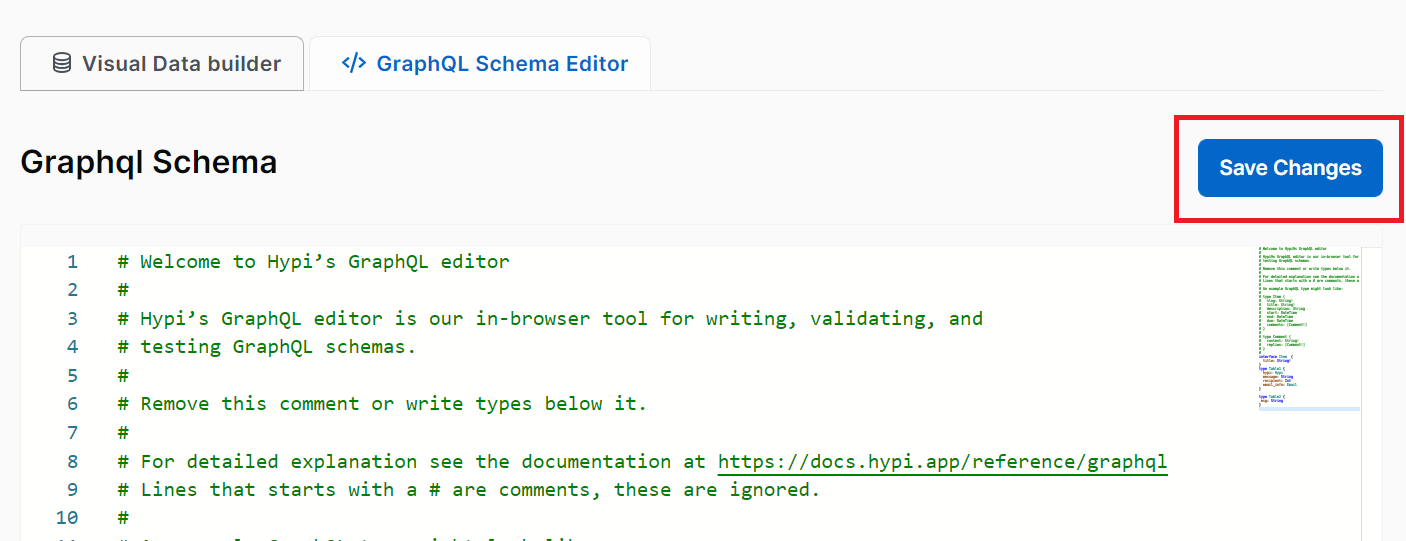 Visual Data builder
</> GraphQL Schema Editor
Graphql Schema
Save Changes
1 # Welcome to Hypi’s GraphQL editor
2 #
3 # Hypi’s GraphQL editor is our in-browser tool for writing, validating, and
4 # testing GraphQL schemas.
5 #
6 # Remove this comment or write types below it.
7 #
8 # For detailed explanation see the documentation at https://docs.hypi.app/reference/graphql
9 # Lines that starts with a # are comments, these are ignored.
10 #